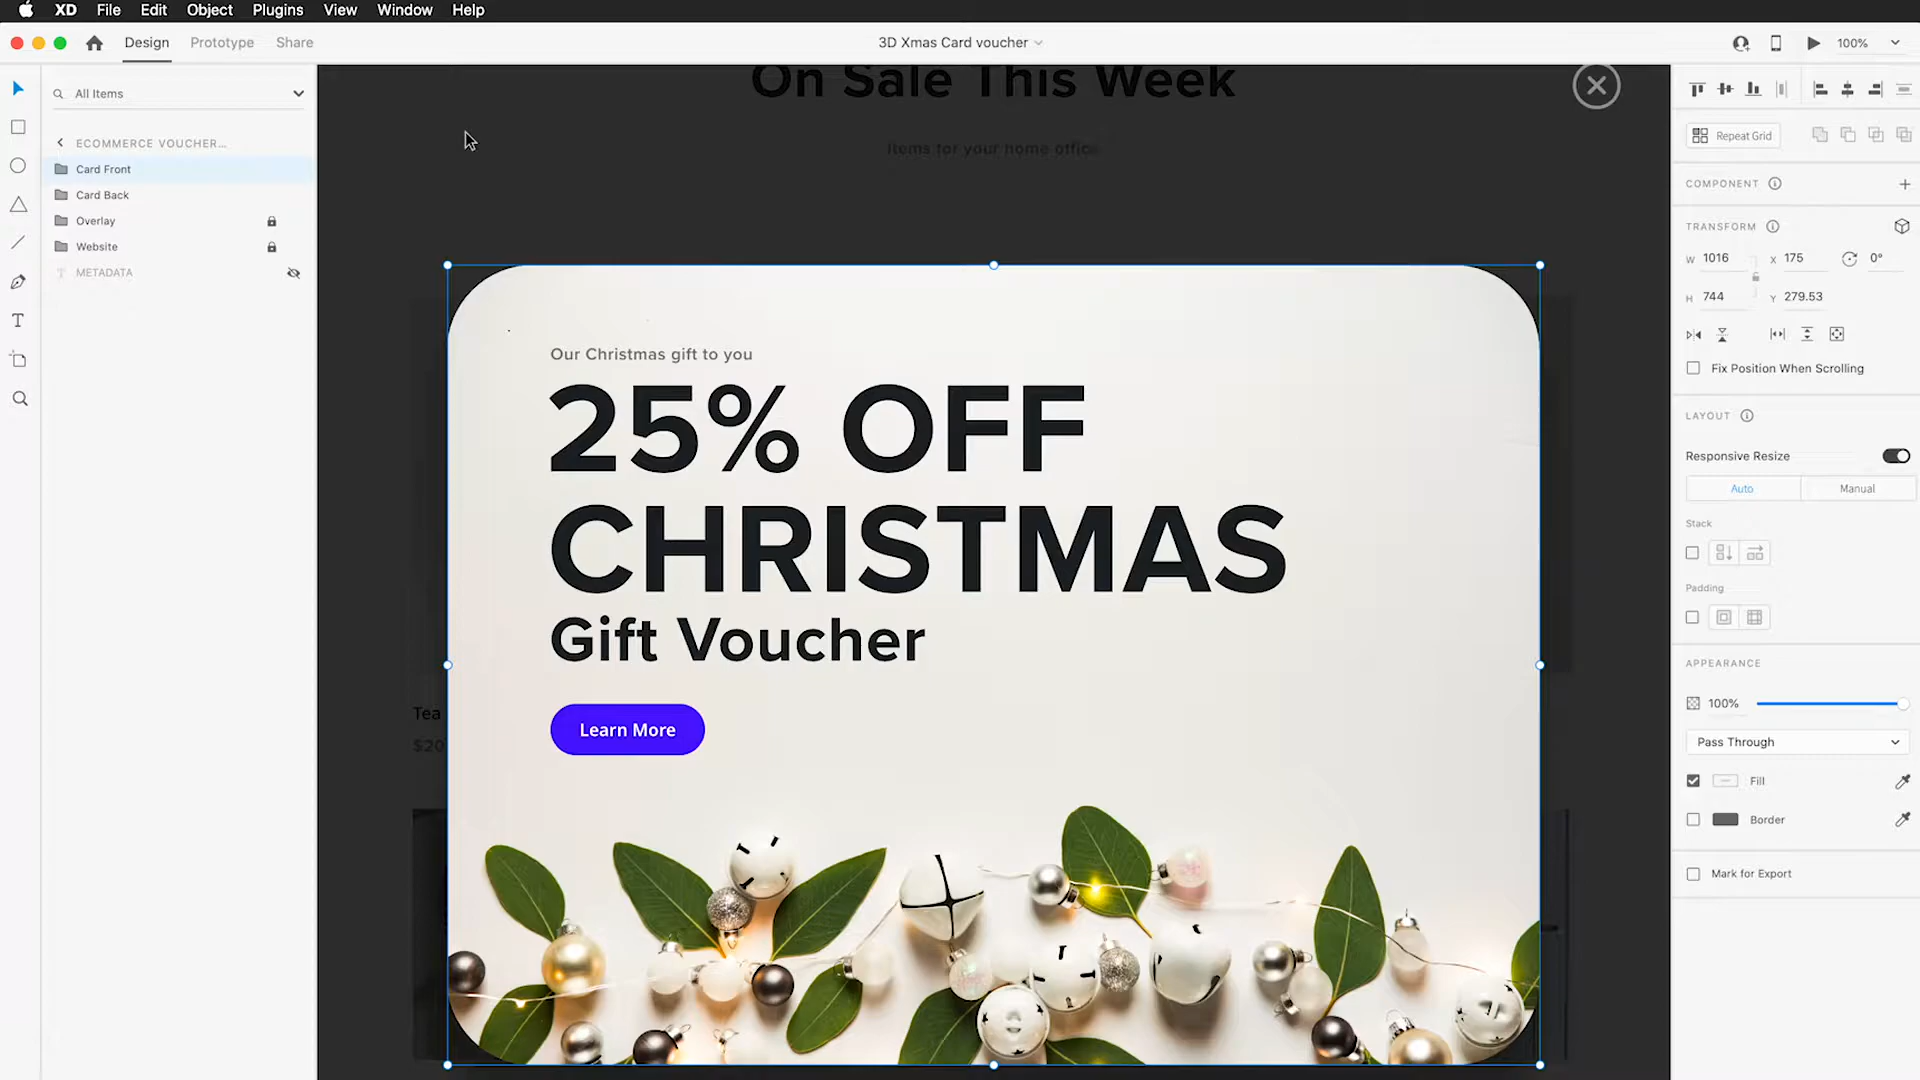 XD File Edit Object Plugins View Window Help
Design Prototype Share
3D Xmas Card voucher
100%
All Items
ECOMMERCE VOUCHER...
Card Front
Card Back
Overlay
Website
METADATA
On Sale This Week
Items for your home office
Our Christmas gift to you
25% OFF
CHRISTMAS
Gift Voucher
Learn More
Tea
$20
Repeat Grid
COMPONENT
TRANSFORM
W 1016 X 175 0°
H 744 Y 279.53
Fix Position When Scrolling
LAYOUT
Responsive Resize
Auto Manual
Stack
Padding
APPEARANCE
100%
Pass Through
Fill
Border
Mark for Export